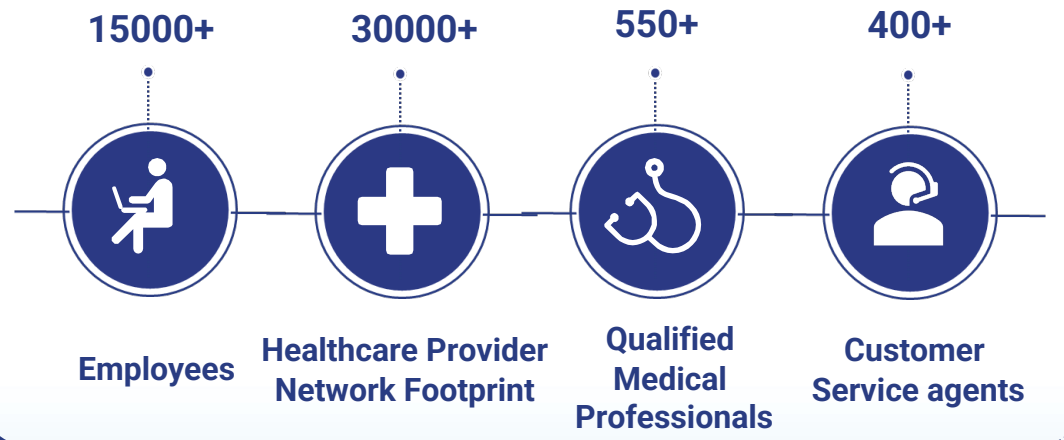 15000+
30000+
550+
400+
Employees
Healthcare Provider
Network Footprint
Qualified
Medical
Professionals
Customer
Service agents